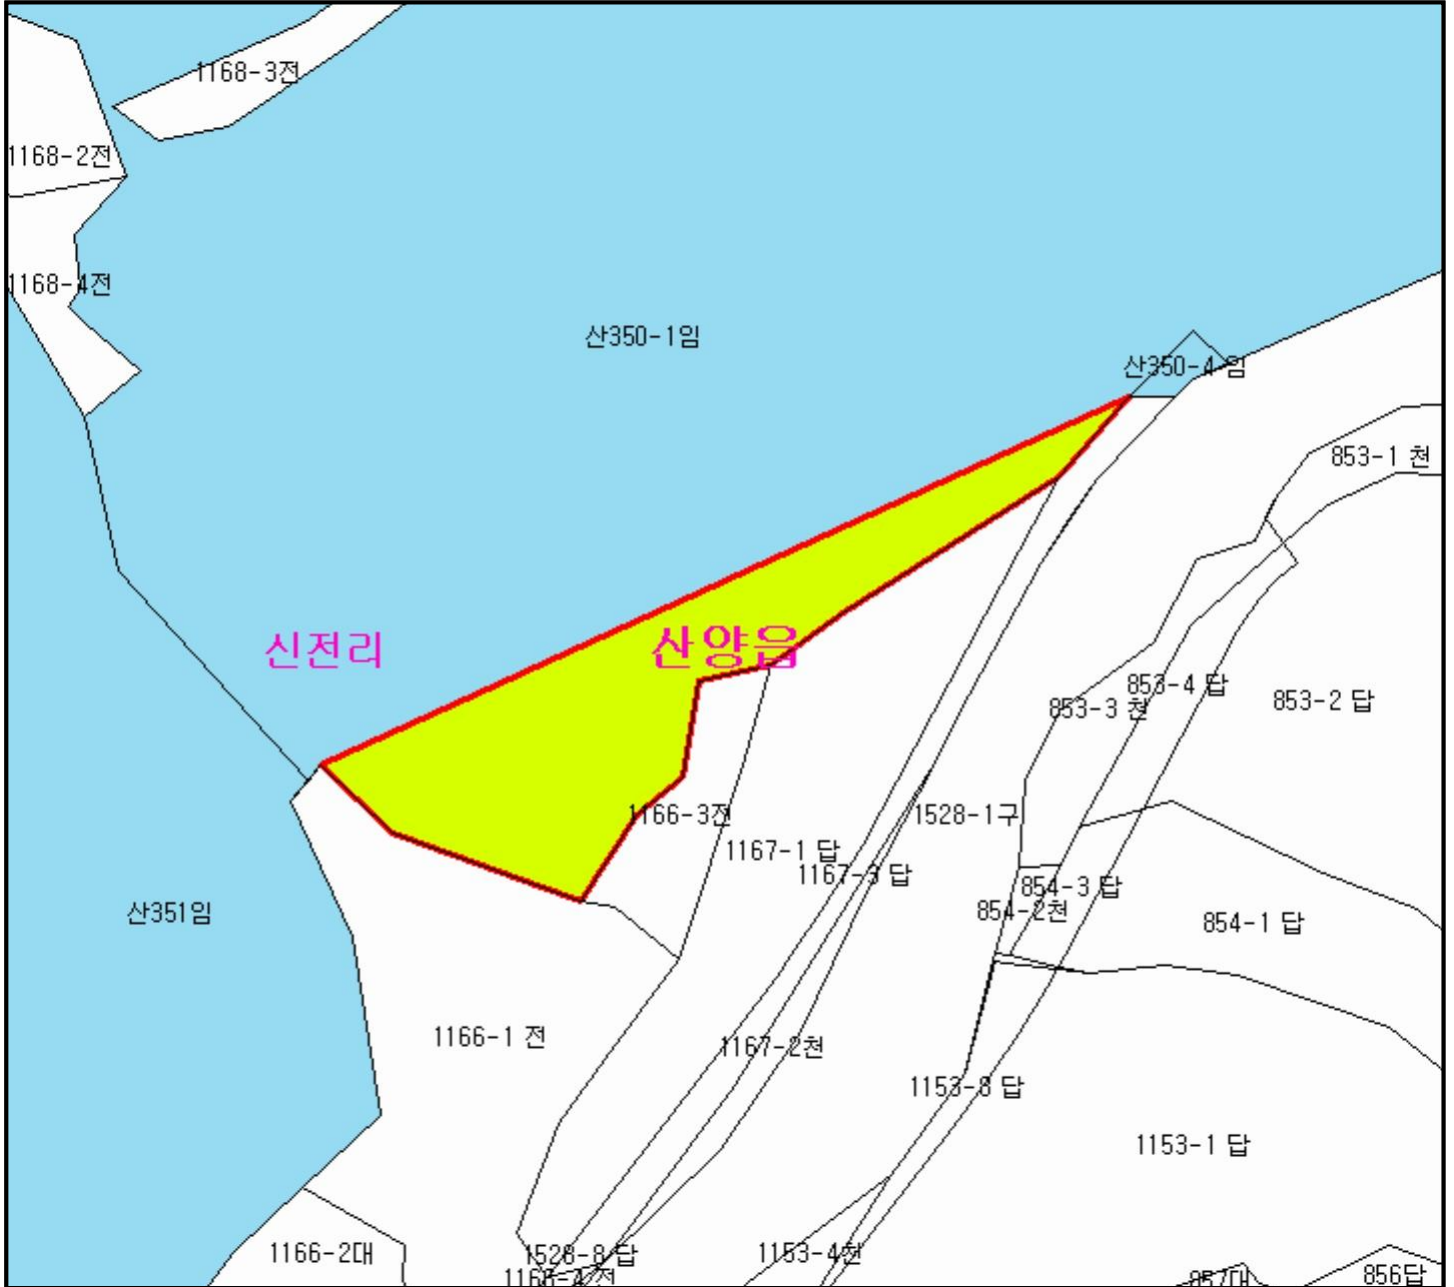 1168-3전
1168-2전
1168-4전
산350-1임
산350-4임
853-1 천
신전리
산양읍
853-4 답
853-2 답
853-3 천
1166-3전
1528-1구
1167-1 답
1167-3 답
854-3 답
854-2천
산351임
854-1 답
1166-1 전
1167-2천
1153-8 답
1153-1 답
1166-2대
1528-8 답
1153-4천
857대
856답